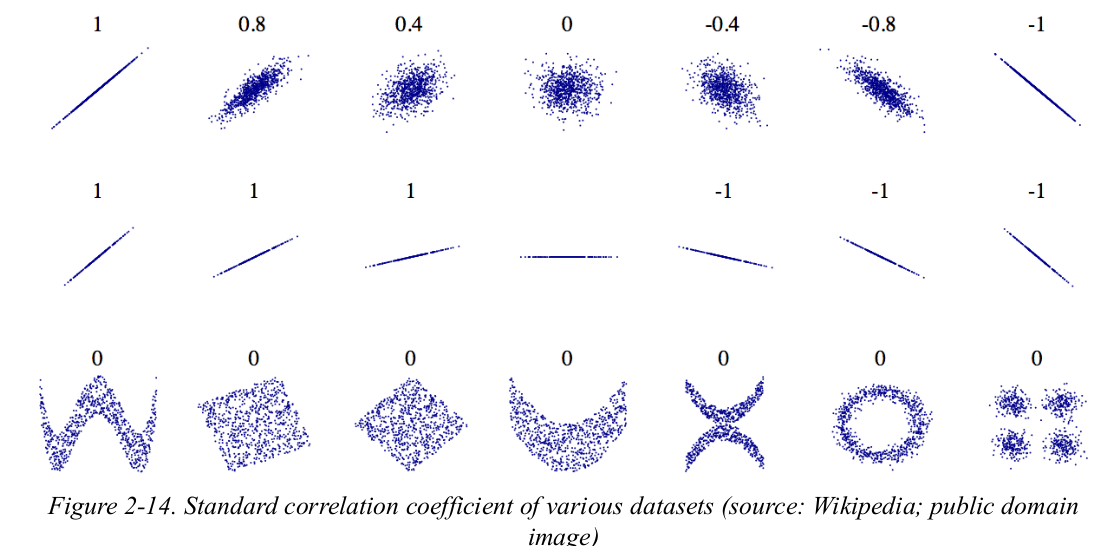 1 0.8 0.4 0 -0.4 -0.8 -1
1 1 1 -1 -1 -1
0 0 0 0 0 0 0
Figure 2-14. Standard correlation coefficient of various datasets (source: Wikipedia; public domain
image)